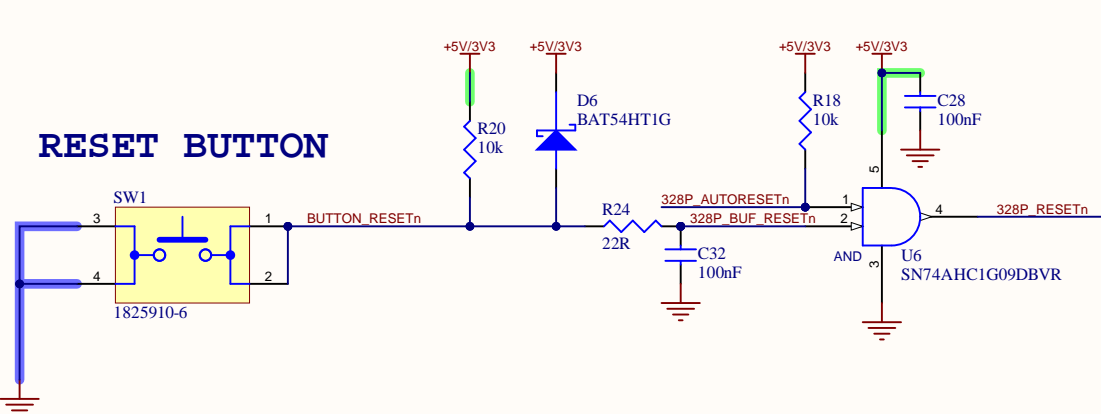 +5V/3V3
+5V/3V3
+5V/3V3
+5V/3V3
D6
BAT54HT1G
R20
10k
R18
10k
C28
100nF
RESET BUTTON
SW1
3
4
1
2
1825910-6
BUTTON_RESETn
R24
22R
328P_AUTORESETn
328P_BUF_RESETn
C32
100nF
1
2
5
4
3
AND
U6
SN74AHC1G09DBVR
328P_RESETn